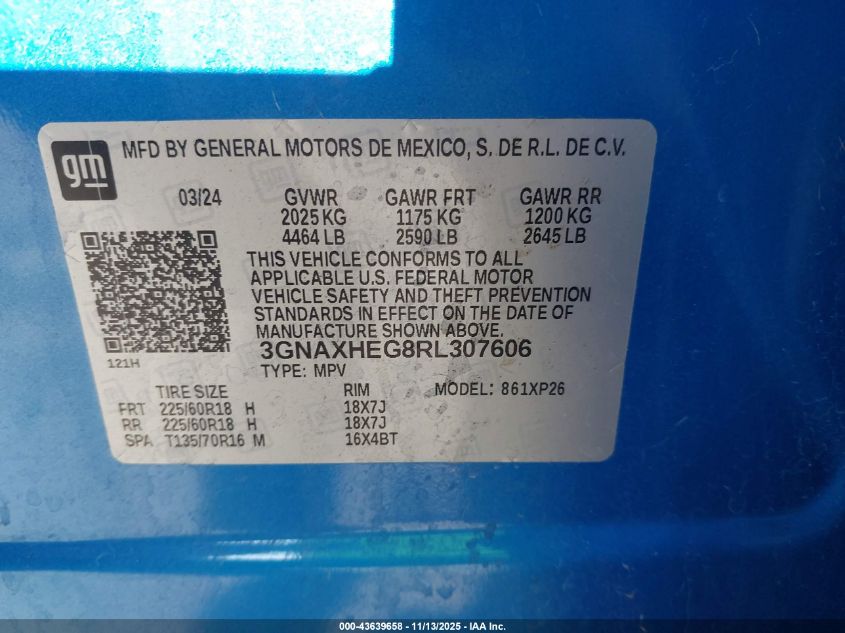 gm
MFD BY GENERAL MOTORS DE MEXICO, S. DE R.L. DE C.V.
03/24 GVWR GAWR FRT GAWR RR
2025 KG 1175 KG 1200 KG
4464 LB 2590 LB 2645 LB
THIS VEHICLE CONFORMS TO ALL
APPLICABLE U.S. FEDERAL MOTOR
VEHICLE SAFETY AND THEFT PREVENTION
STANDARDS IN EFFECT ON THE DATE OF
MANUFACTURE SHOWN ABOVE.
3GNAXHEG8RL307606
121H
TYPE: MPV
TIRE SIZE RIM MODEL: 861XP26
FRT 225/60R18 H 18X7J
RR 225/60R18 H 18X7J
SPA T135/70R16 M 16X4BT
000-43639658 - 11/13/2025 - IAA Inc.